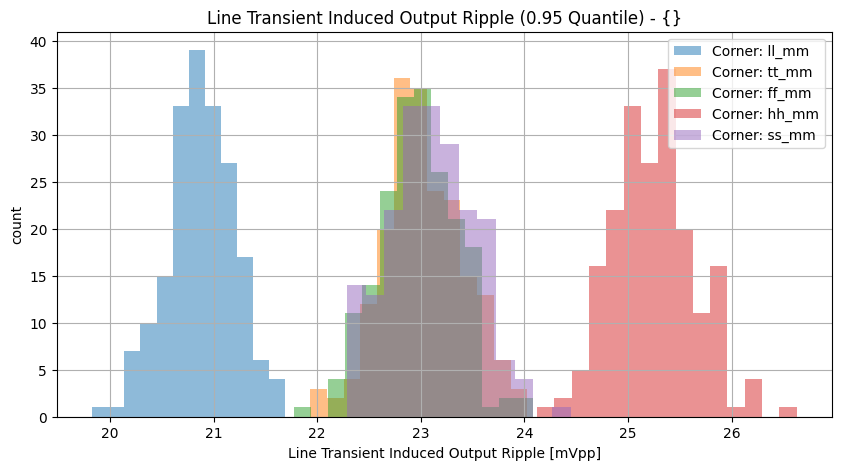 Line Transient Induced Output Ripple (0.95 Quantile) - {}
40
35
30
25
20
15
10
5
0
count
Corner: ll_mm
Corner: tt_mm
Corner: ff_mm
Corner: hh_mm
Corner: ss_mm
20 21 22 23 24 25 26
Line Transient Induced Output Ripple [mVpp]